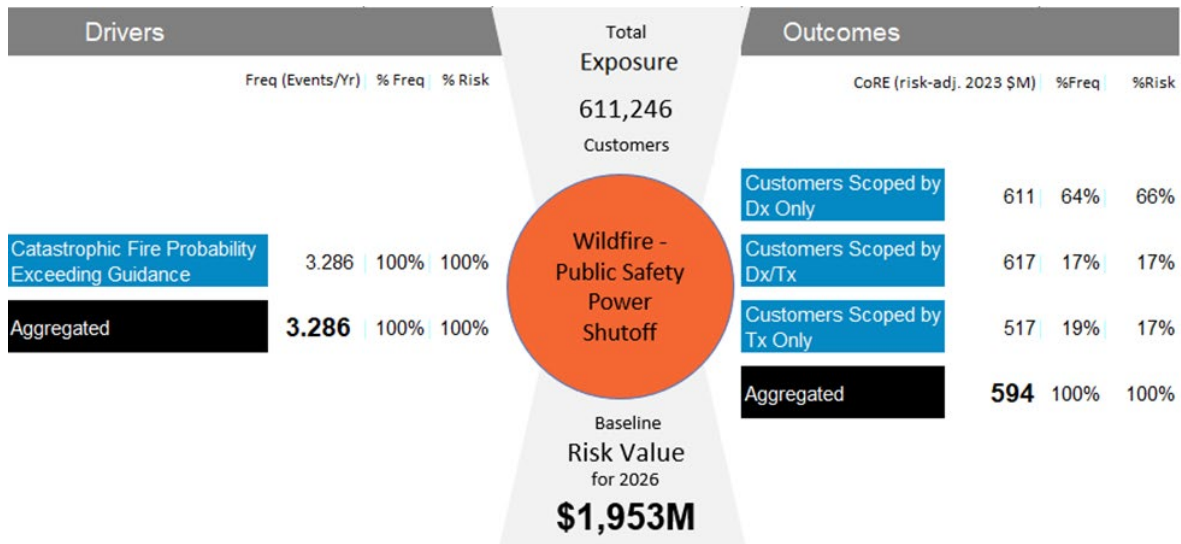 Drivers
Freq (Events/Yr) % Freq % Risk
Catastrophic Fire Probability
Exceeding Guidance
3.286 100% 100%
Aggregated 3.286 100% 100%
Total
Exposure
611,246
Customers
Wildfire -
Public Safety
Power
Shutoff
Baseline
Risk Value
for 2026
$1,953M
Outcomes
CoRE (risk-adj. 2023 $M) %Freq %Risk
Customers Scoped by
Dx Only
611 64% 66%
Customers Scoped by
Dx/Tx
617 17% 17%
Customers Scoped by
Tx Only
517 19% 17%
Aggregated 594 100% 100%